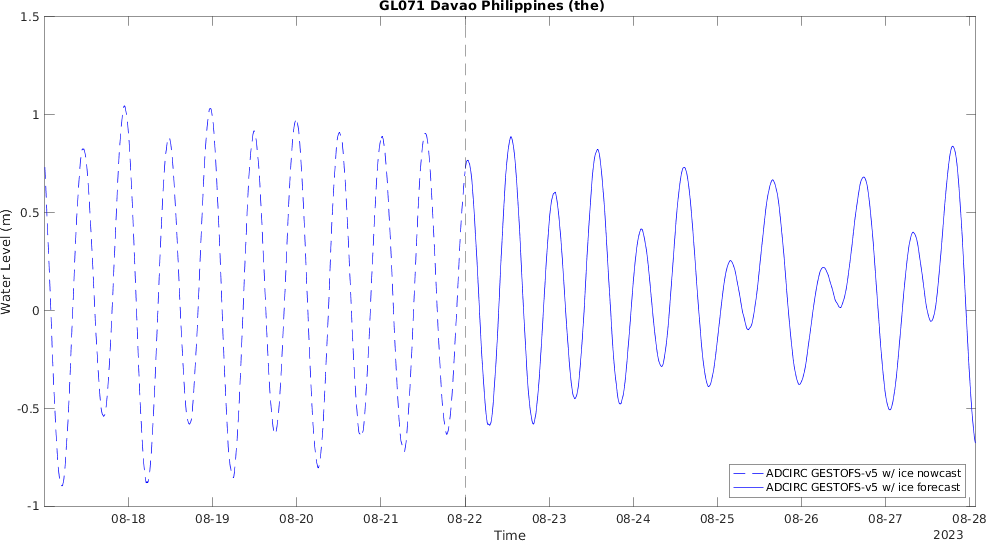 GL071 Davao Philippines (the)
1.5
1
0.5
0
-0.5
-1
Water Level (m)
ADCIRC GESTOFS-v5 w/ ice nowcast
ADCIRC GESTOFS-v5 w/ ice forecast
08-18 08-19 08-20 08-21 08-22 08-23 08-24 08-25 08-26 08-27 08-28
Time
2023